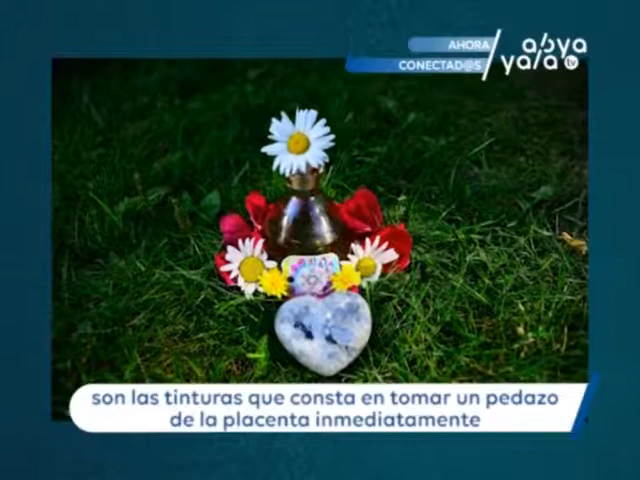 AHORA
CONECTAD@S
abya
yala tv
son las tinturas que consta en tomar un pedazo
de la placenta inmediatamente